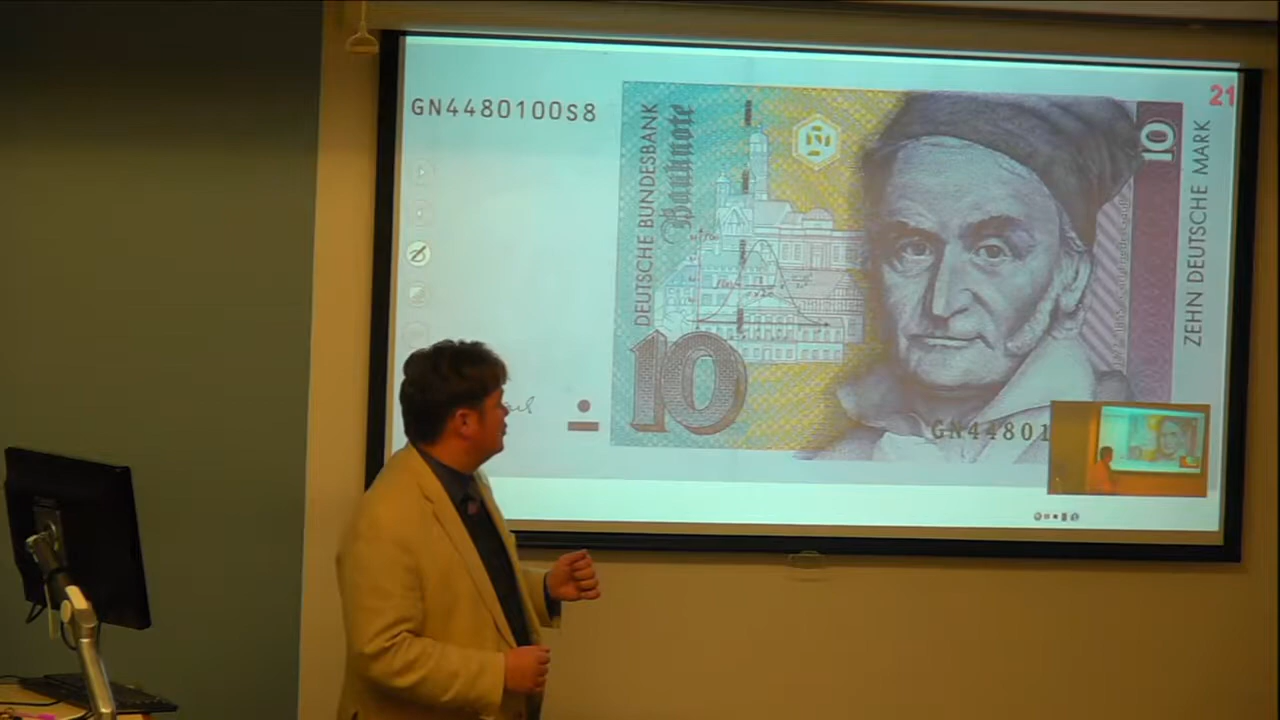 GN4480100S8
21
DEUTSCHE BUNDESBANK
Banknote
10
ZEHN DEUTSCHE MARK
10
GN44801